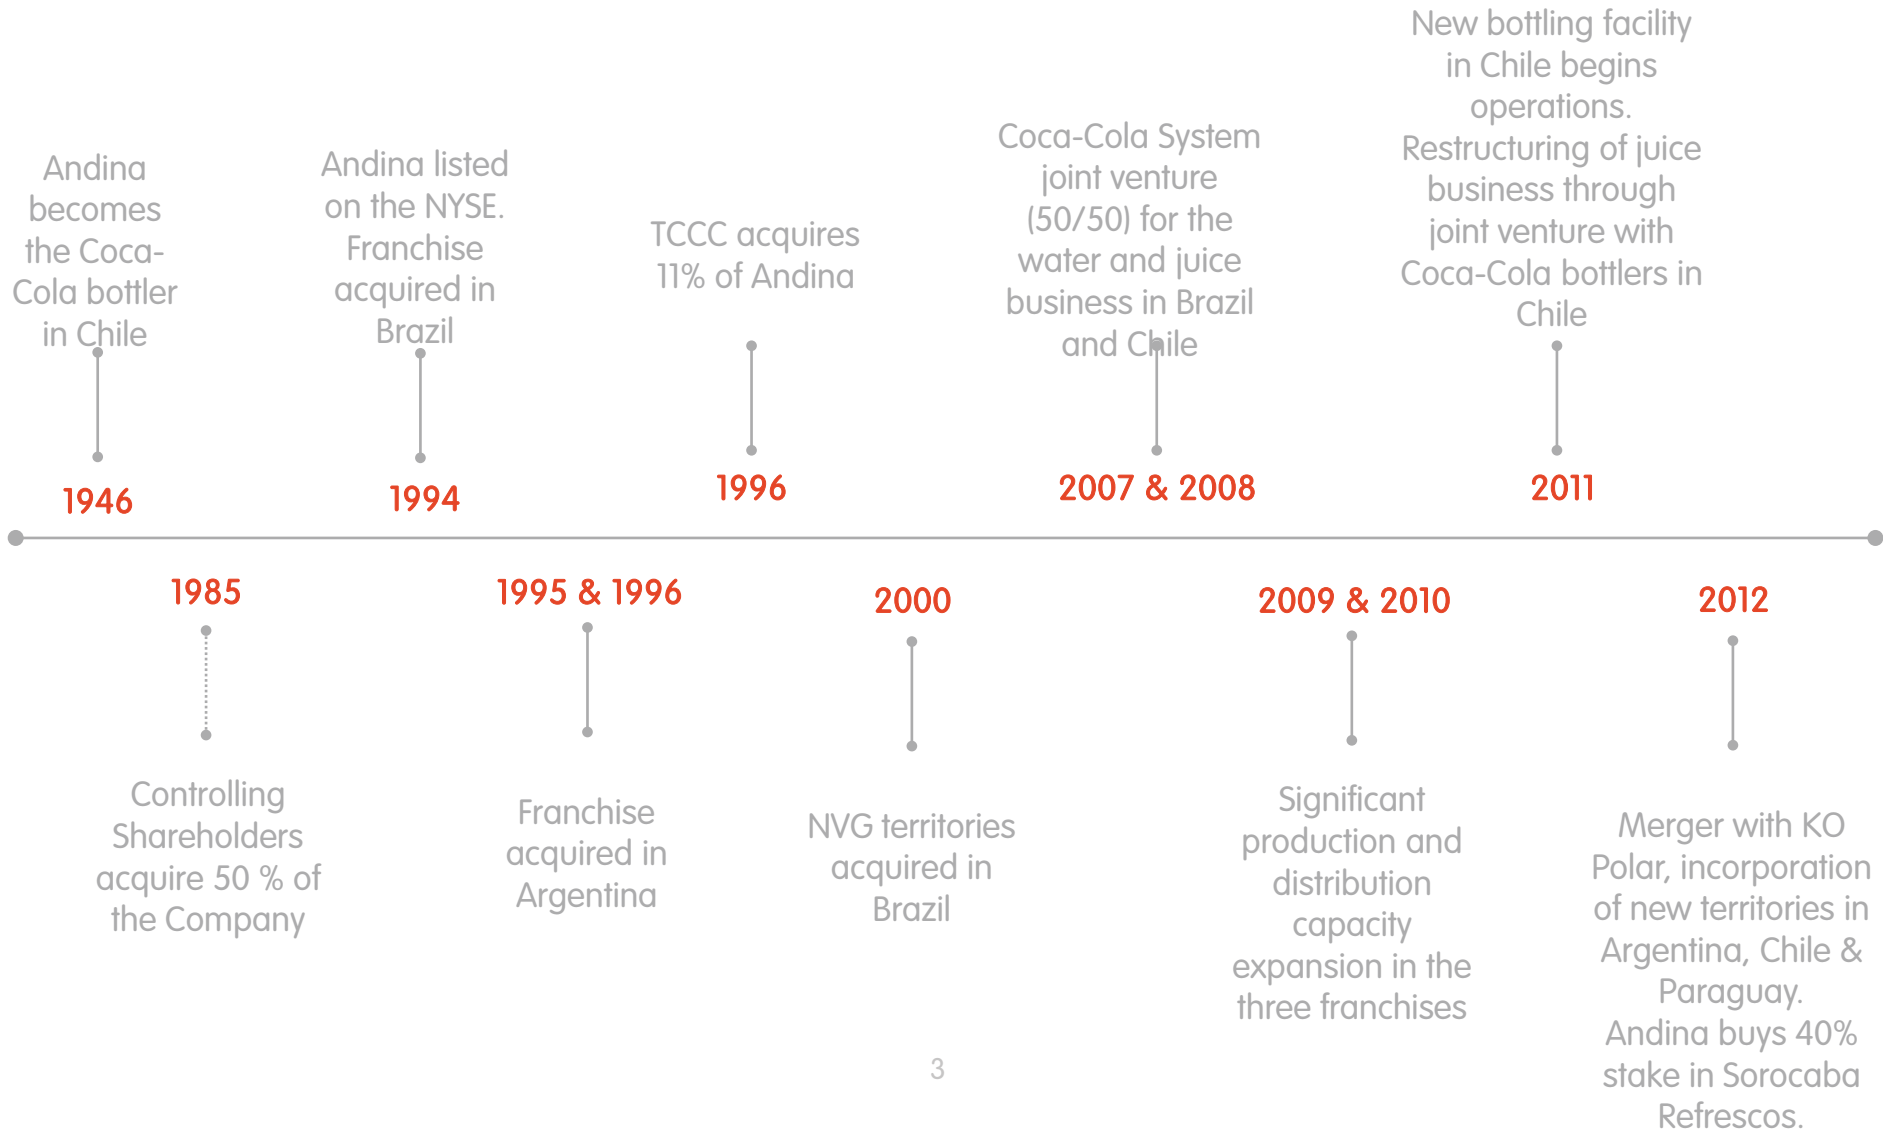 Andina
becomes
the Coca-
Cola bottler
in Chile
1946
Andina listed
on the NYSE.
Franchise
acquired in
Brazil
1994
TCCC acquires
11% of Andina
1996
Coca-Cola System
joint venture
(50/50) for the
water and juice
business in Brazil
and Chile
2007 & 2008
New bottling facility
in Chile begins
operations.
Restructuring of juice
business through
joint venture with
Coca-Cola bottlers in
Chile
2011
1985
Controlling
Shareholders
acquire 50 % of
the Company
1995 & 1996
Franchise
acquired in
Argentina
2000
NVG territories
acquired in
Brazil
2009 & 2010
Significant
production and
distribution
capacity
expansion in the
three franchises
2012
Merger with KO
Polar, incorporation
of new territories in
Argentina, Chile &
Paraguay.
Andina buys 40%
stake in Sorocaba
Refrescos.
3